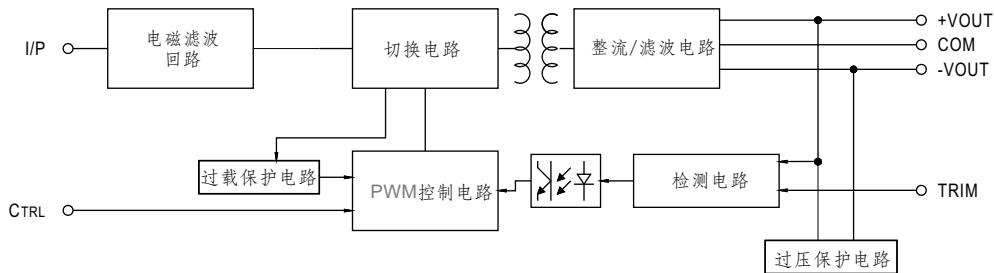 I/P
电磁滤波
回路
切换电路
整流/滤波电路
+VOUT
COM
-VOUT
过载保护电路
PWM控制电路
检测电路
TRIM
CTRL
过压保护电路